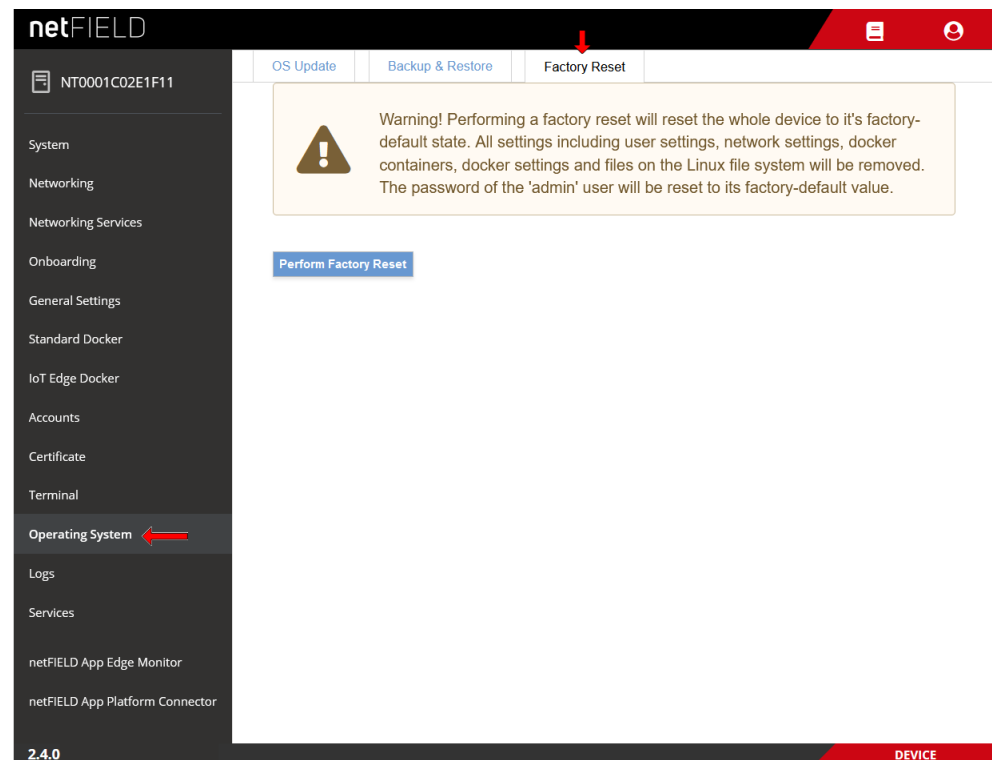 netFIELD
NT0001C02E1F11
System
Networking
Networking Services
Onboarding
General Settings
Standard Docker
IoT Edge Docker
Accounts
Certificate
Terminal
Operating System
Logs
Services
netFIELD App Edge Monitor
netFIELD App Platform Connector
2.4.0
OS Update
Backup & Restore
Factory Reset
Warning! Performing a factory reset will reset the whole device to it's factory-
default state. All settings including user settings, network settings, docker
containers, docker settings and files on the Linux file system will be removed.
The password of the 'admin' user will be reset to its factory-default value.
Perform Factory Reset
DEVICE